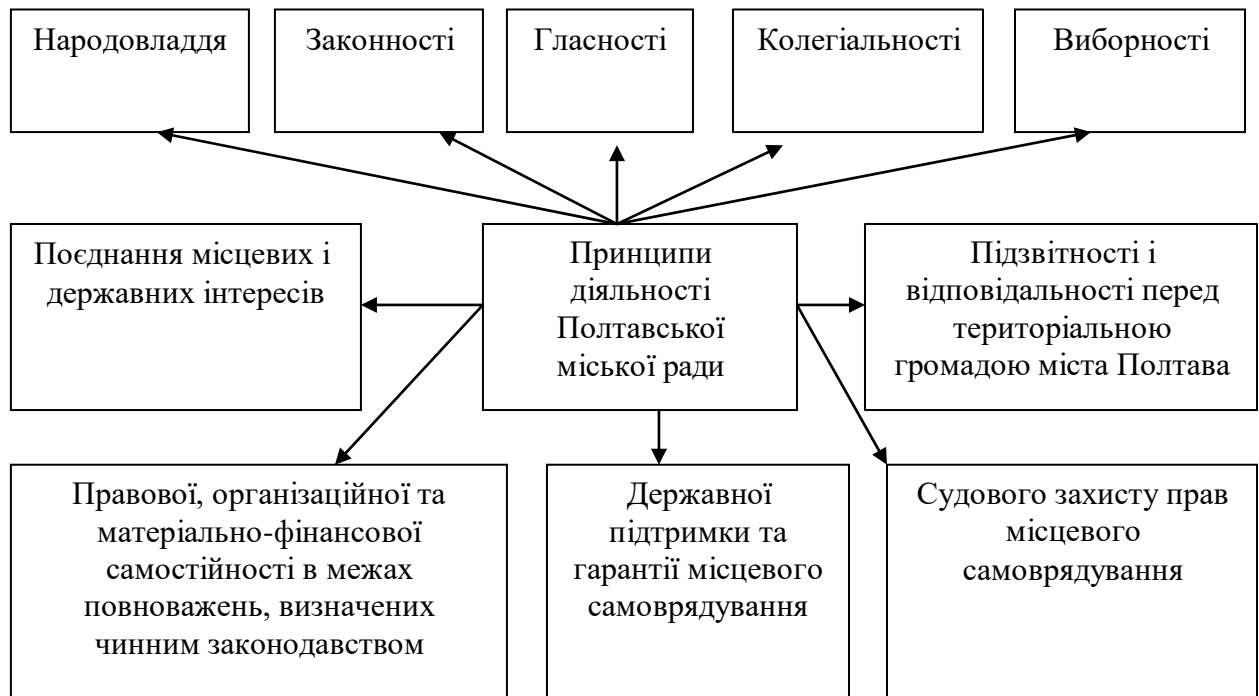 Народовладдя
Законності
Гласності
Колегіальності
Виборності
Поєднання місцевих і
державних інтересів
Принципи
діяльності
Полтавської
міської ради
Підзвітності і
відповідальності перед
територіальною
громадою міста Полтава
Правової, організаційної та
матеріально-фінансової
самостійності в межах
повноважень, визначених
чинним законодавством
Державної
підтримки та
гарантії місцевого
самоврядування
Судового захисту прав
місцевого
самоврядування